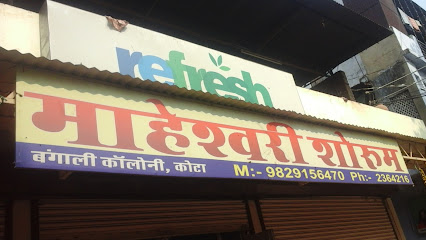 refresh
माहेश्वरी शोरुम
बंगाली कॉलोनी, कोटा M:- 9829156470 Ph:- 2364216